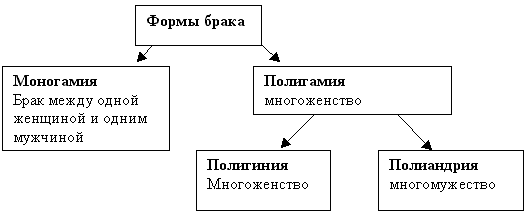 Формы брака
Моногамия
Брак между одной
женщиной и одним
мужчиной
Полигамия
многоженство
Полигиния
Многоженство
Полиандрия
многомужество